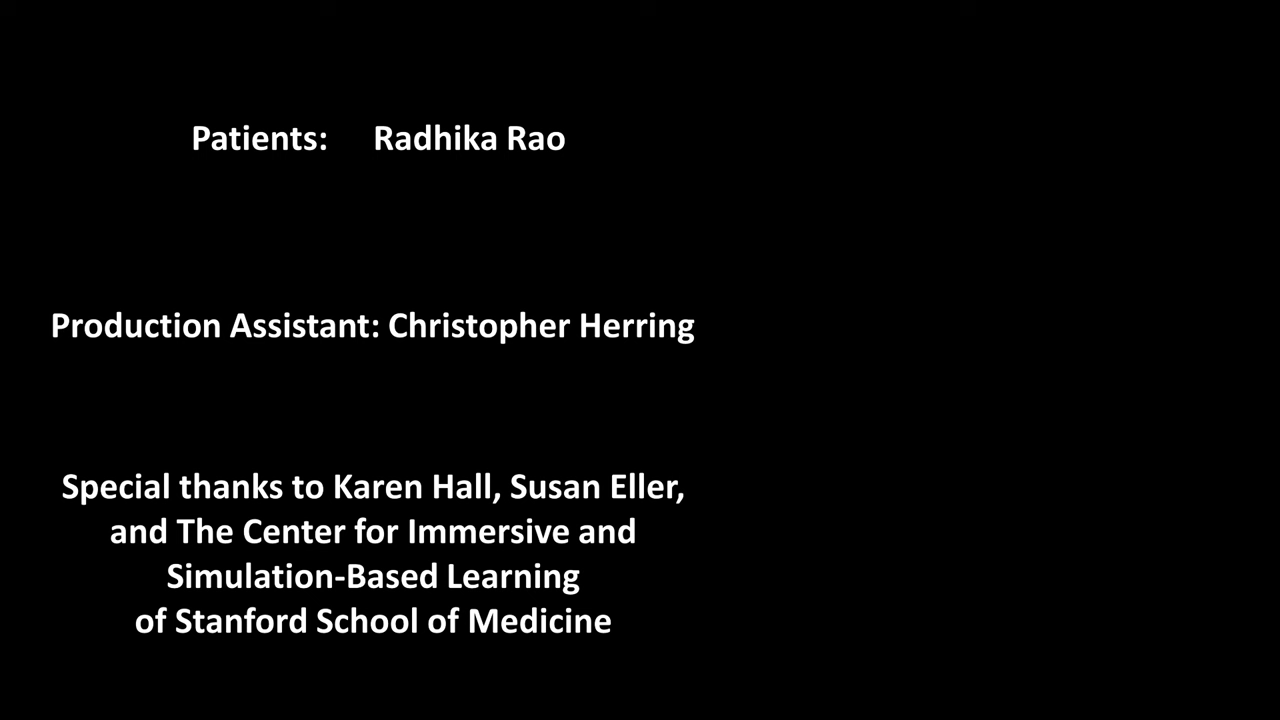 Patients: Radhika Rao
Production Assistant: Christopher Herring
Special thanks to Karen Hall, Susan Eller,
and The Center for Immersive and
Simulation-Based Learning
of Stanford School of Medicine